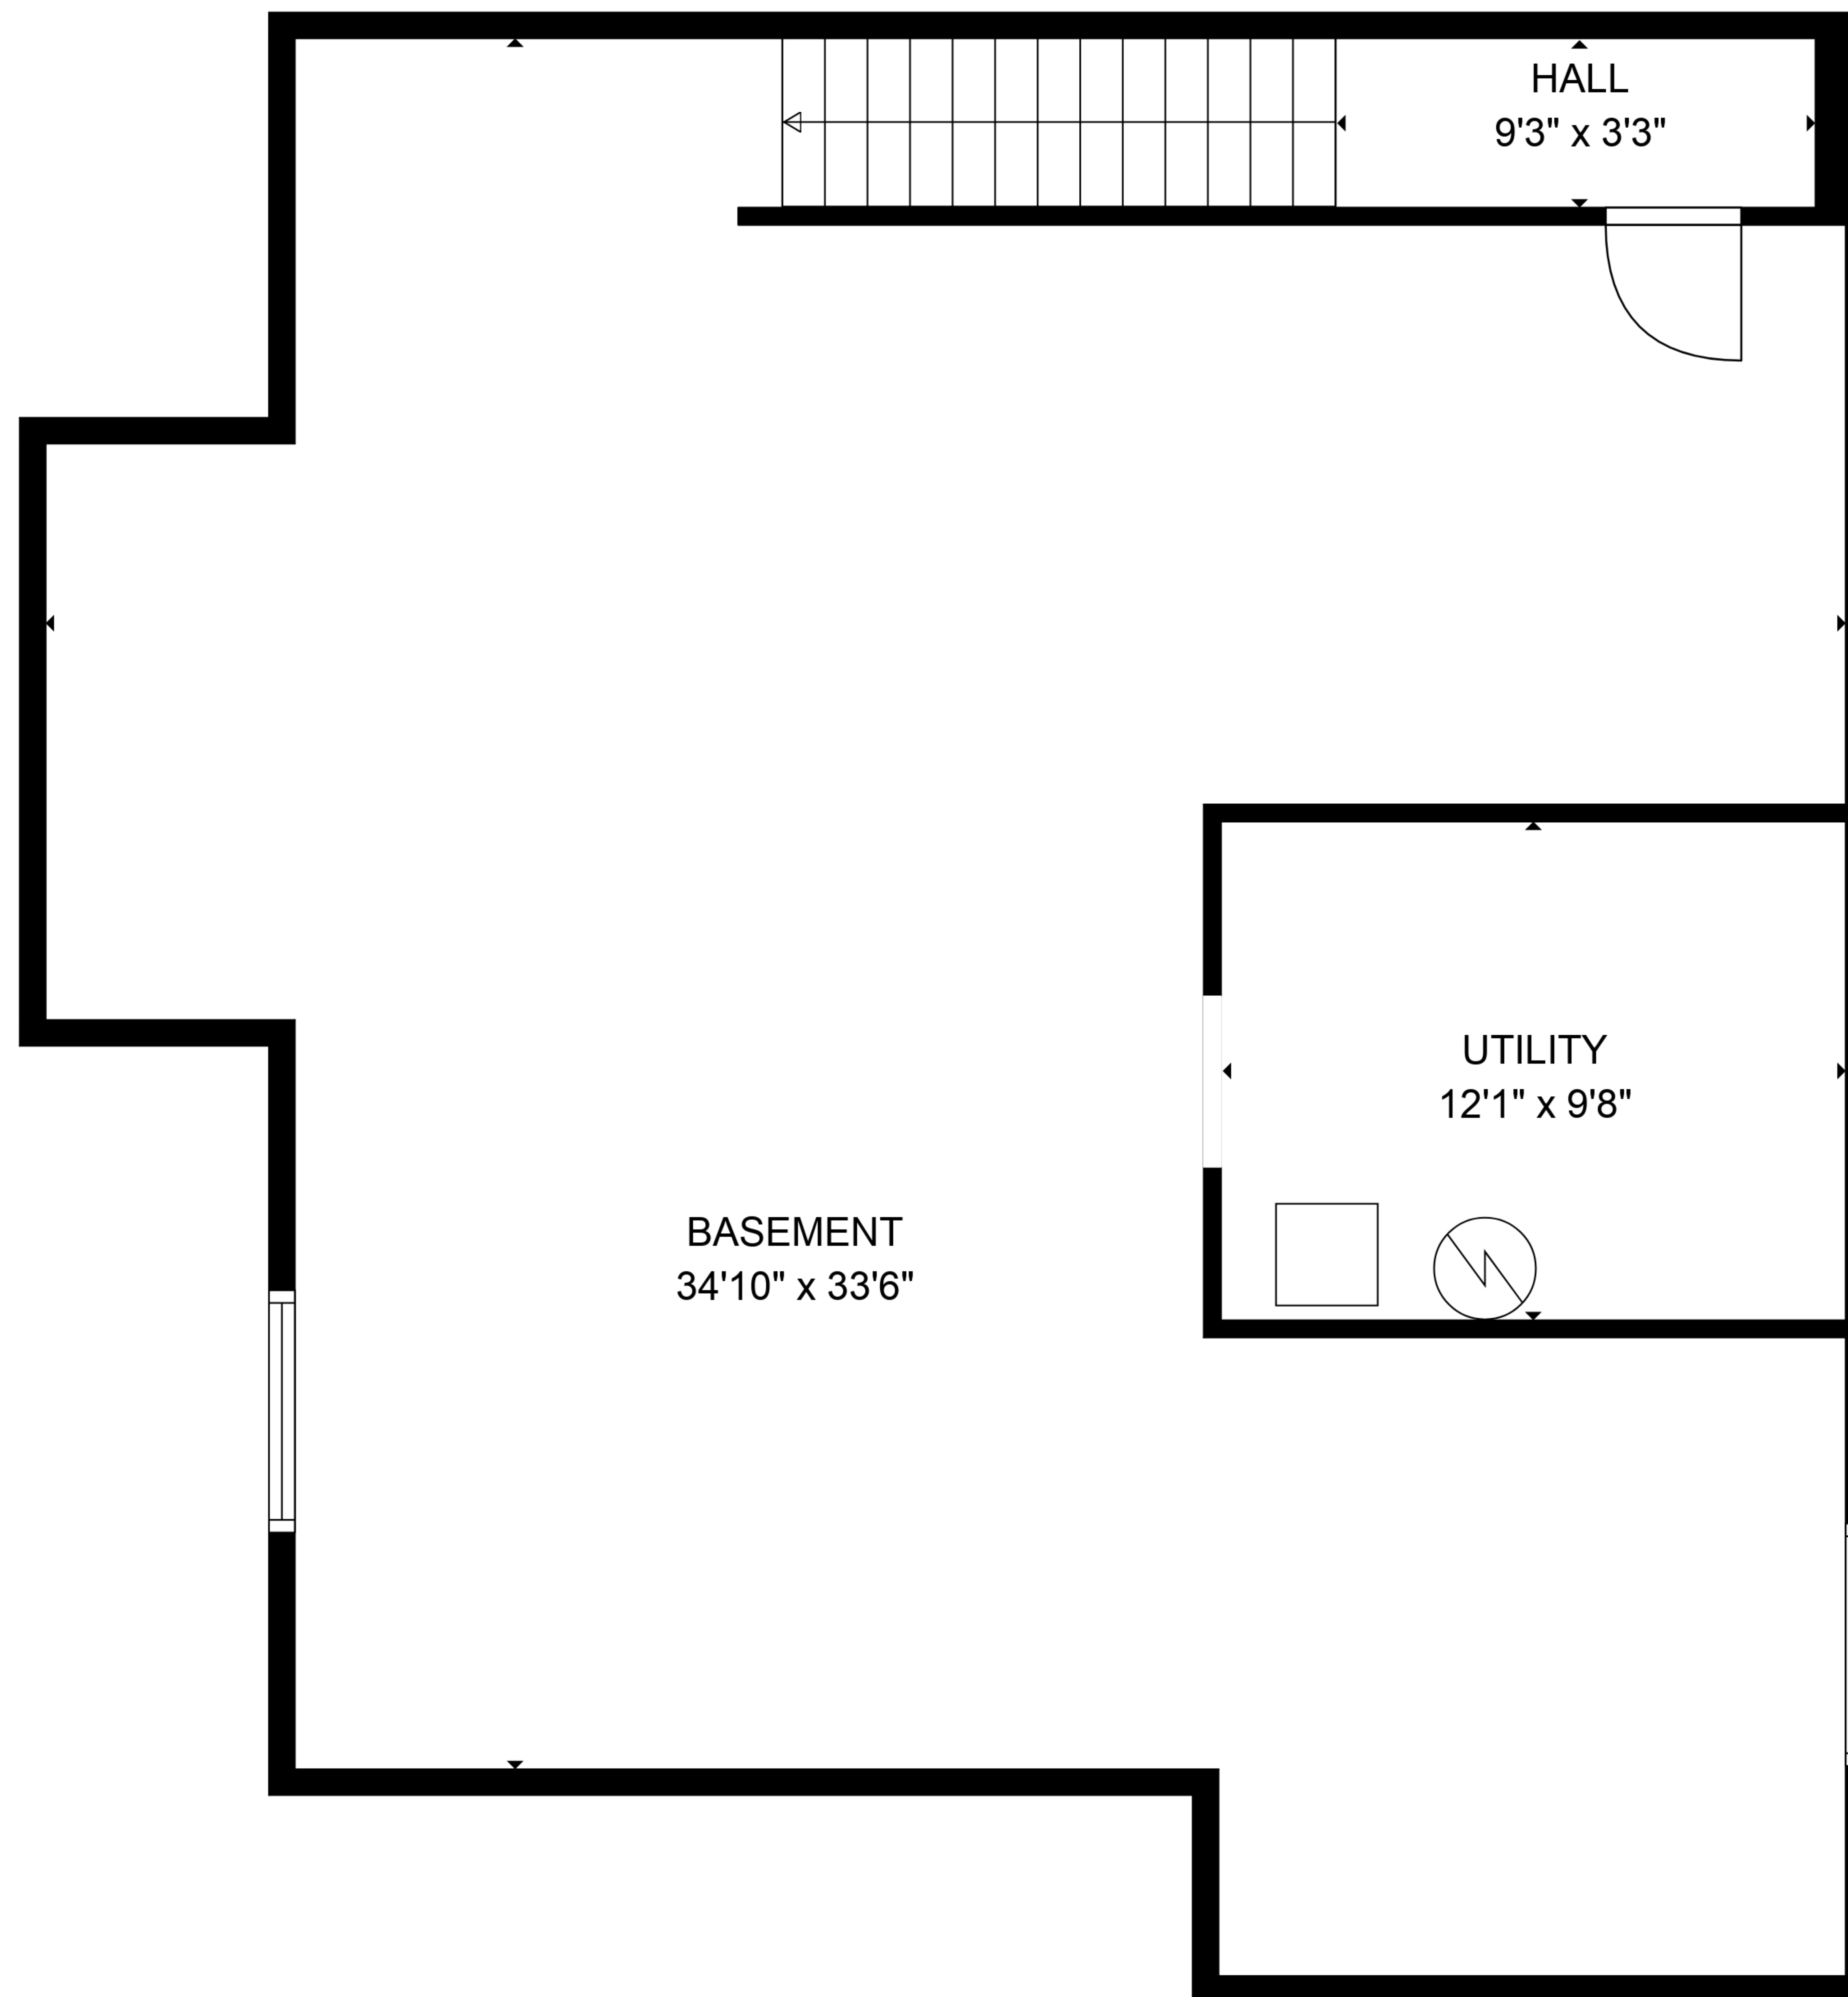 HALL
9'3" x 3'3"
UTILITY
12'1" x 9'8"
BASEMENT
34'10" x 33'6"